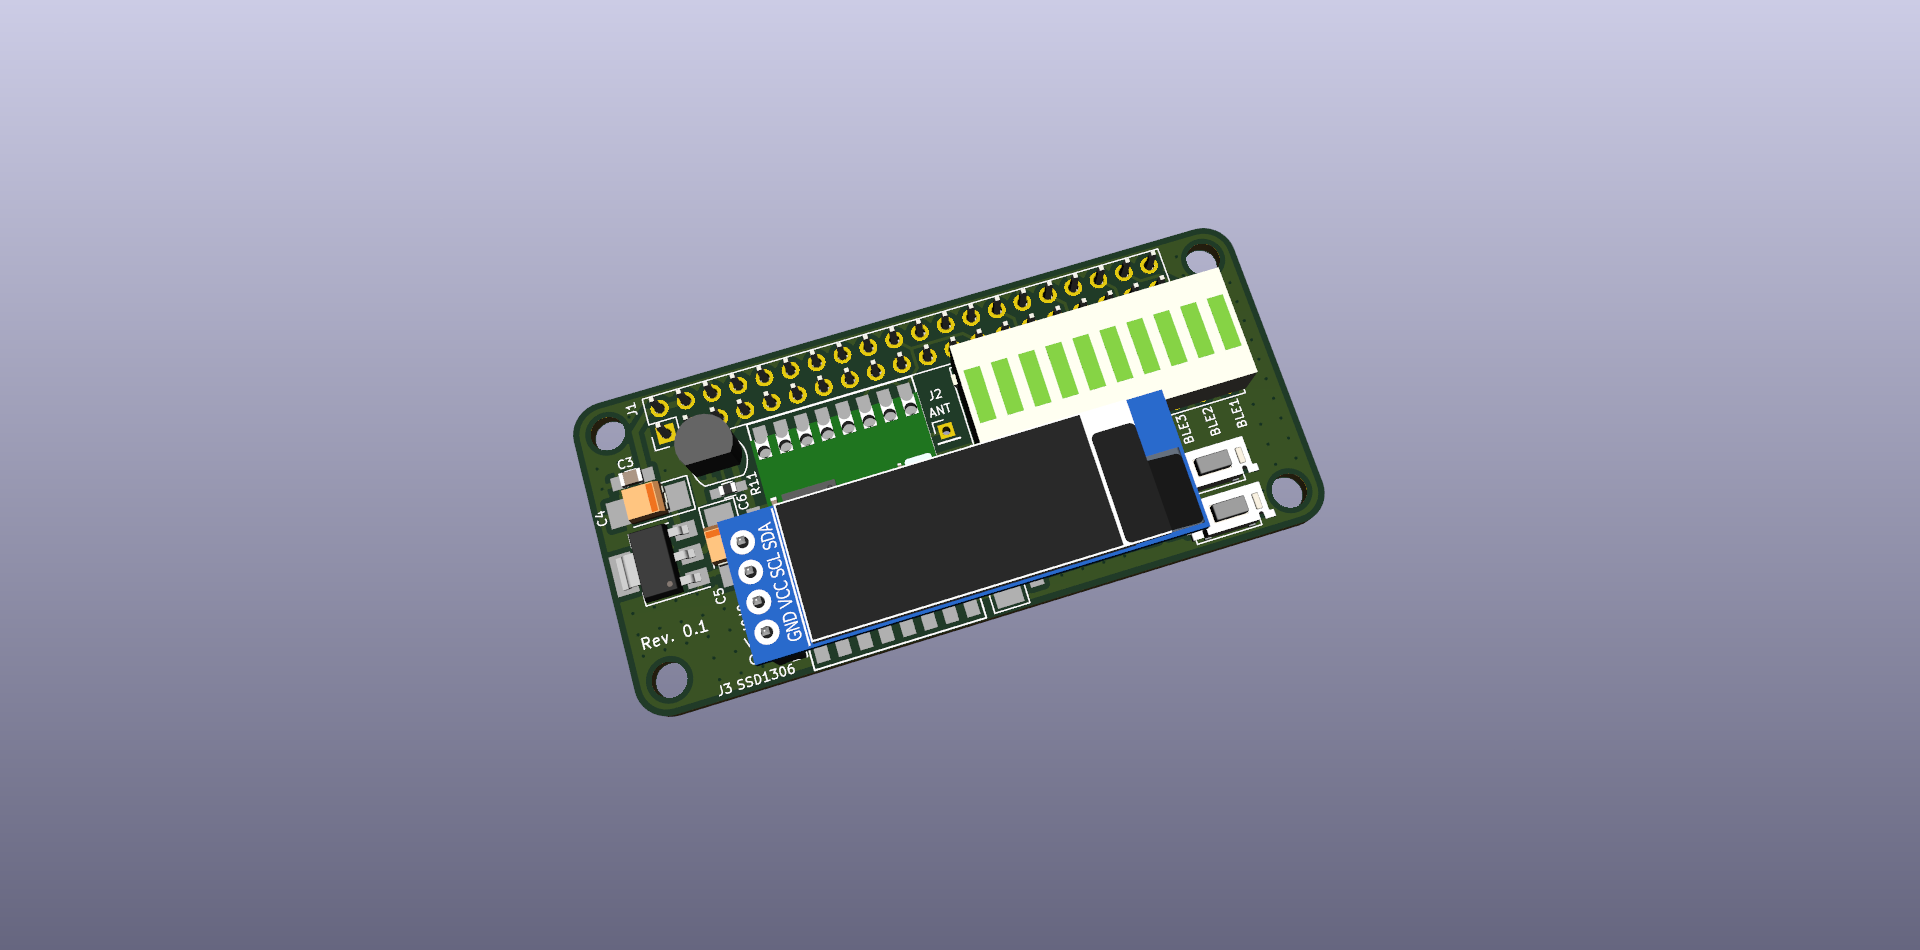 J1
J2
ANT
C3
C4
R11
C6
C5
BLE3
BLE2
BLE1
SDA
SCL
VCC
GND
Rev. 0.1
J3 SSD1306